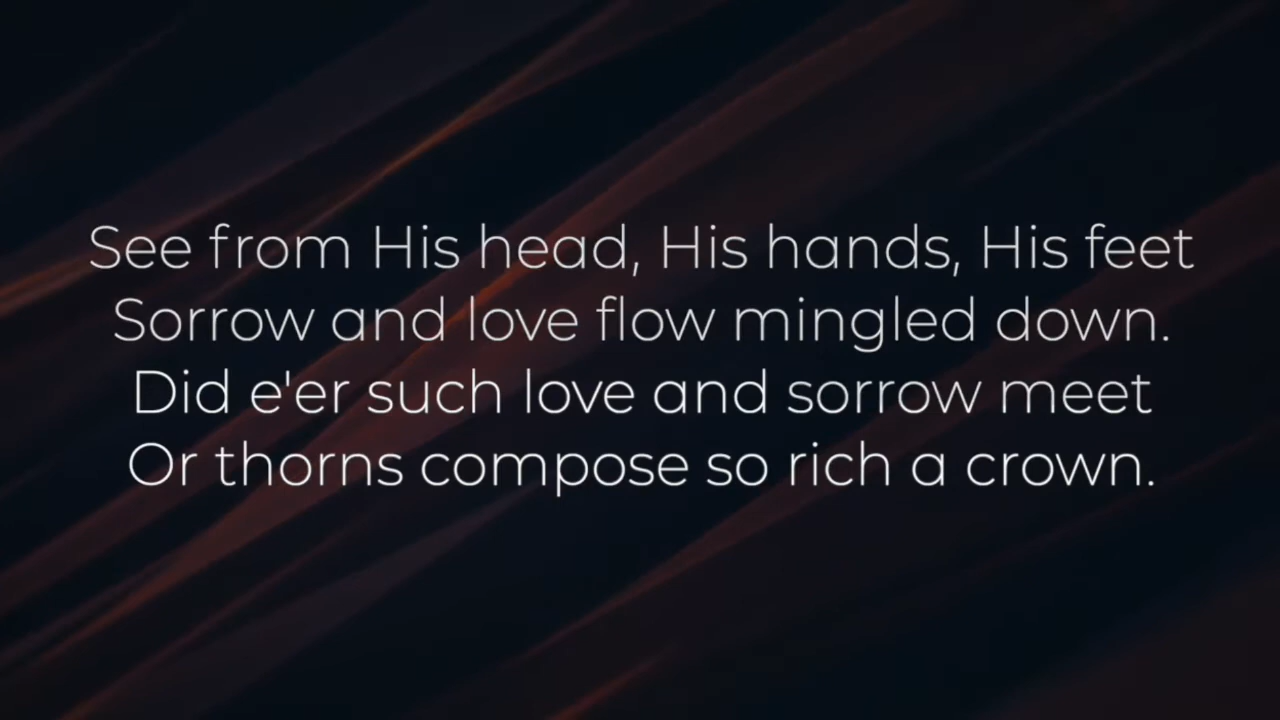 See from His head, His hands, His feet
Sorrow and love flow mingled down.
Did e'er such love and sorrow meet
Or thorns compose so rich a crown.